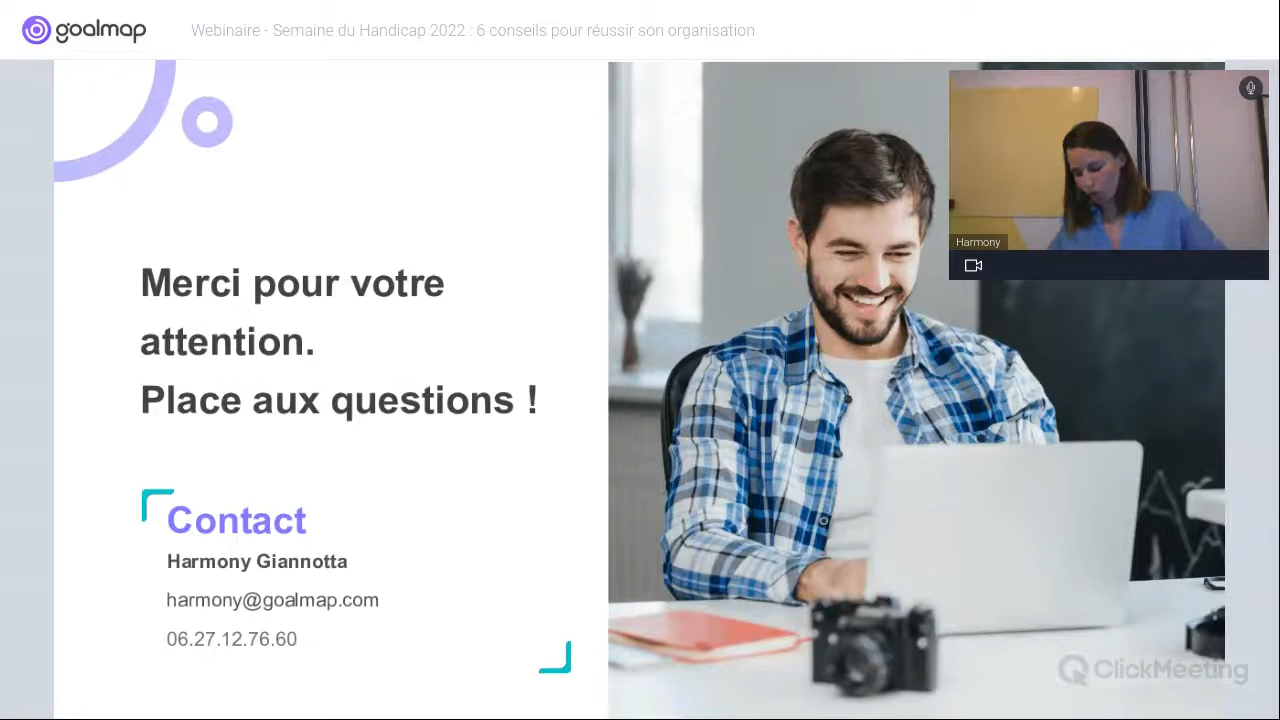 goalmap
Webinaire - Semaine du Handicap 2022 : 6 conseils pour réussir son organisation
Harmony
Merci pour votre
attention.
Place aux questions !
Contact
Harmony Giannotta
harmony@goalmap.com
06.27.12.76.60
ClickMeeting